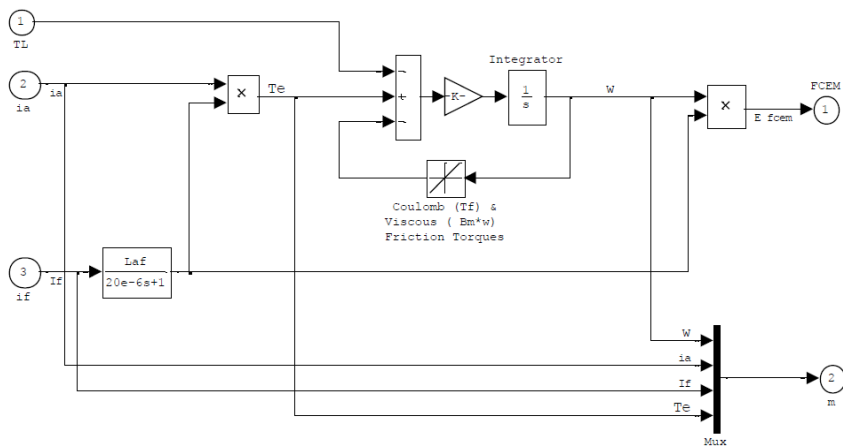 1
TL
2
ia
ia
×
Te
-
+
-
-K-
Integrator
1
s
W
×
FCEM
1
E fcem
Coulomb (Tf) &
Viscous ( Bm*w)
Friction Torques
3
if
If
Laf
20e-6s+1
W
ia
If
Te
Mux
2
m